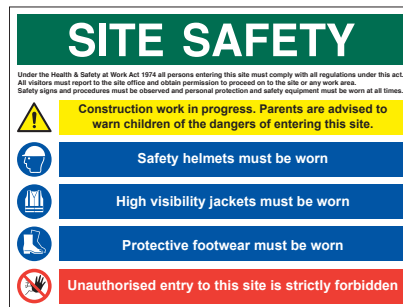 SITE SAFETY
Under the Health & Safety at Work Act 1974 all persons entering this site must comply with all regulations under this act.
All visitors must report to the site office and obtain permission to proceed on to the site or any work area.
Safety signs and procedures must be observed and personal protection and safety equipment must be worn at all times.
Construction work in progress. Parents are advised to
warn children of the dangers of entering this site.
Safety helmets must be worn
High visibility jackets must be worn
Protective footwear must be worn
Unauthorised entry to this site is strictly forbidden